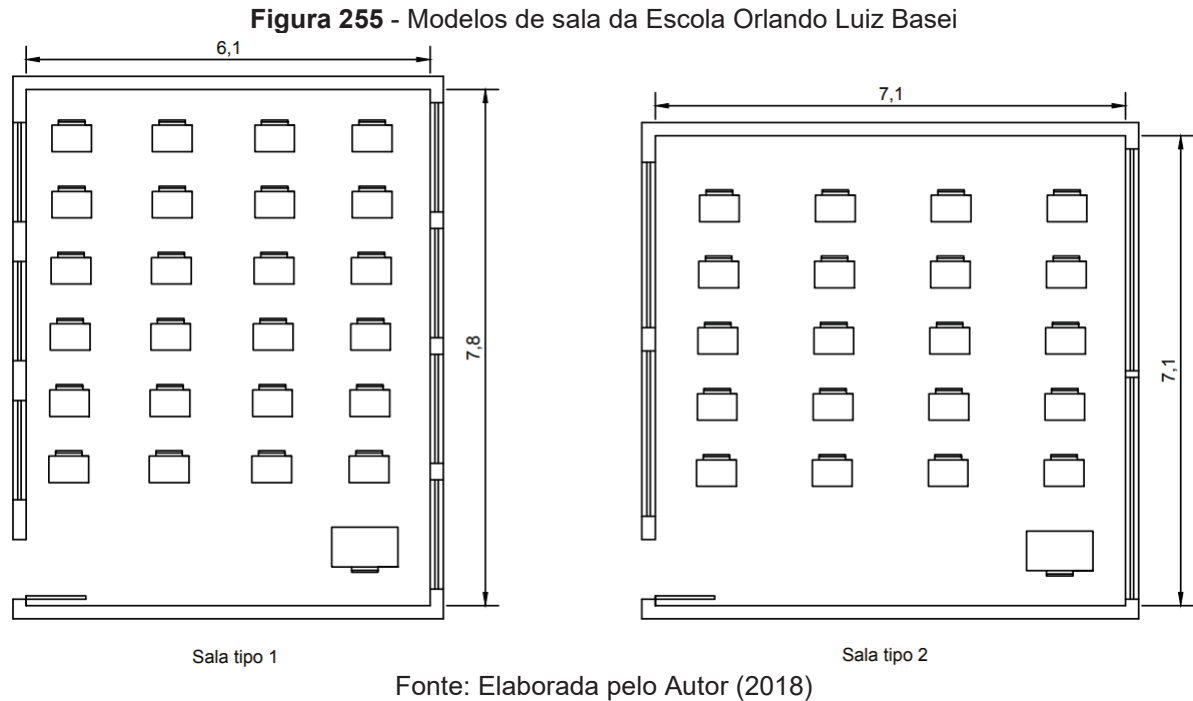 Figura 255 - Modelos de sala da Escola Orlando Luiz Basei
6,1
7,8
Sala tipo 1
7,1
7,1
Sala tipo 2
Fonte: Elaborada pelo Autor (2018)